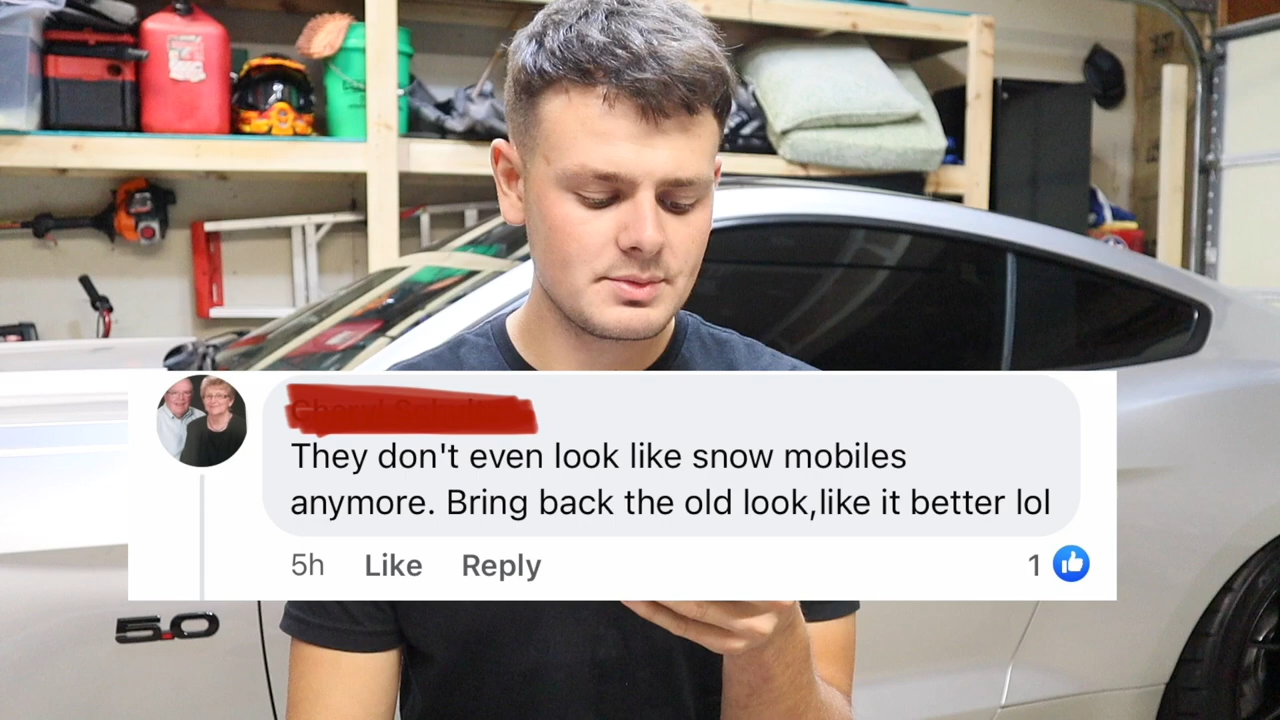 They don't even look like snow mobiles
anymore. Bring back the old look,like it better lol
5h Like Reply 1
5.0